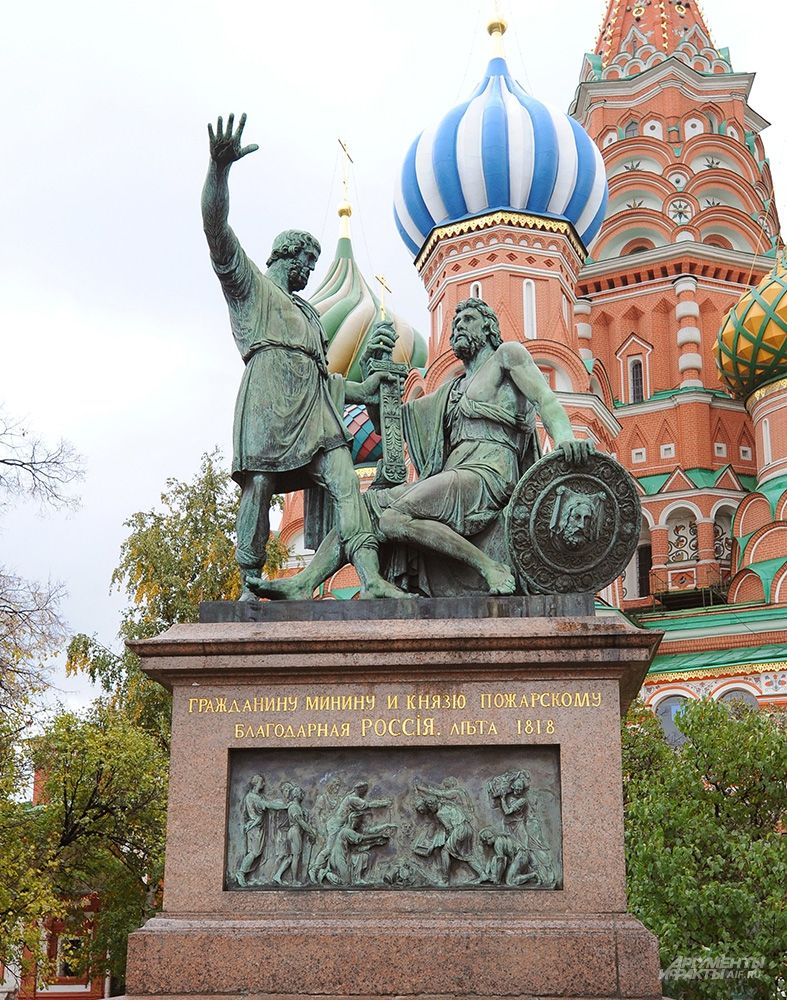 ГРАЖДАНИНУ МИНИНУ И КНЯЗЮ ПОЖАРСКОМУ
БЛАГОДАРНАЯ РОССІЯ. ЛѢТА 1818
АРГУМЕНТЫ
И ФАКТЫ AIF.RU